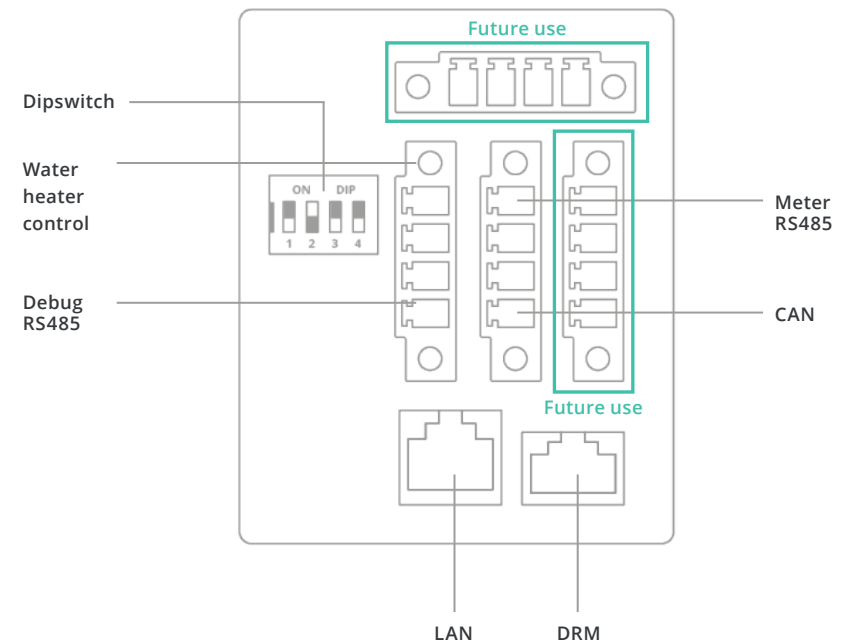 Future use
Dipswitch
Water
heater
control
ON DIP
1 2 3 4
Meter
RS485
Debug
RS485
CAN
Future use
LAN
DRM